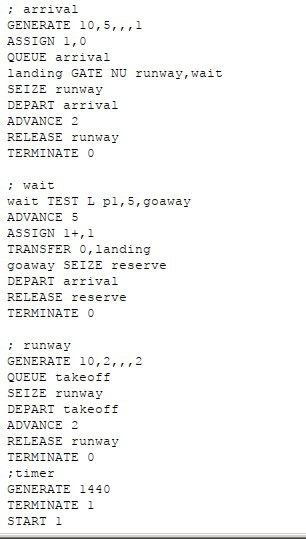 ; arrival
GENERATE 10,5,,,1
ASSIGN 1,0
QUEUE arrival
landing GATE NU runway,wait
SEIZE runway
DEPART arrival
ADVANCE 2
RELEASE runway
TERMINATE 0
; wait
wait TEST L p1,5,goaway
ADVANCE 5
ASSIGN 1+,1
TRANSFER 0,landing
goaway SEIZE reserve
DEPART arrival
RELEASE reserve
TERMINATE 0
; runway
GENERATE 10,2,,,2
QUEUE takeoff
SEIZE runway
DEPART takeoff
ADVANCE 2
RELEASE runway
TERMINATE 0
;timer
GENERATE 1440
TERMINATE 1
START 1